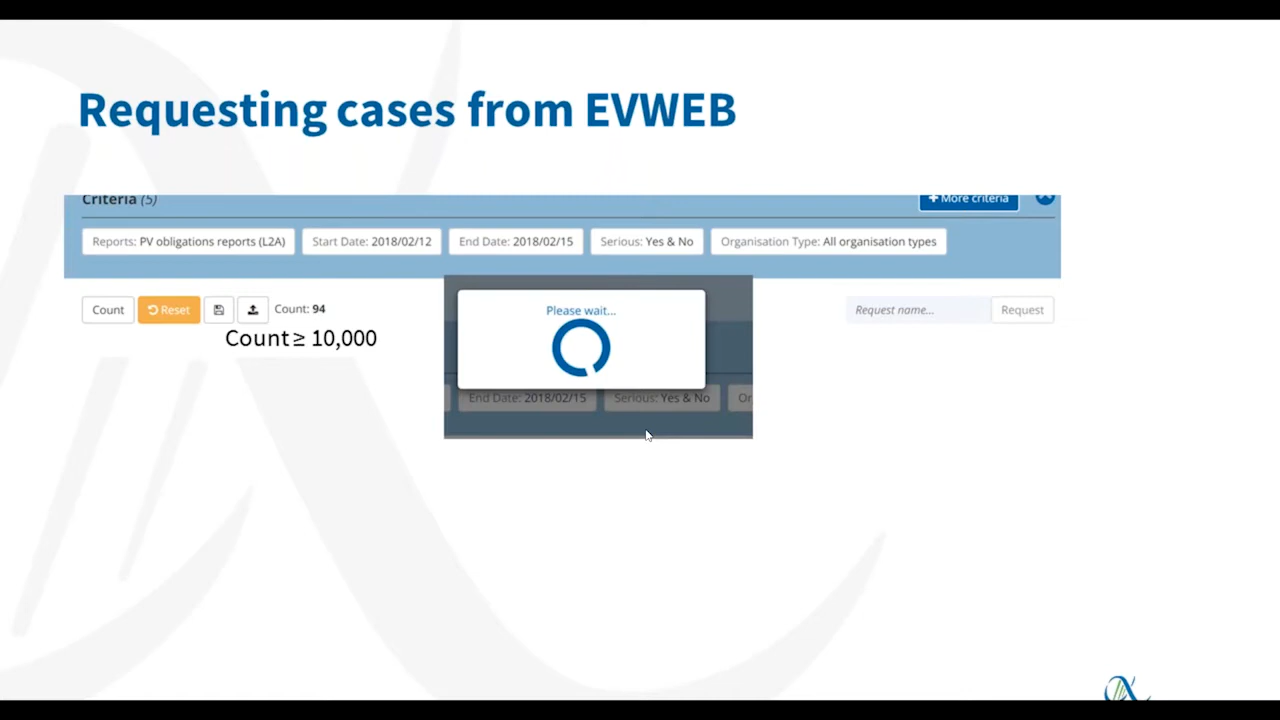 Requesting cases from EVWEB
Criteria (5)
More criteria
Reports: PV obligations reports (L2A)
Start Date: 2018/02/12
End Date: 2018/02/15
Serious: Yes & No
Organisation Type: All organisation types
Count
Reset
Count: 94
Request name...
Request
Count ≥ 10,000
Please wait...
End Date: 2018/02/15
Serious: Yes & No
Or